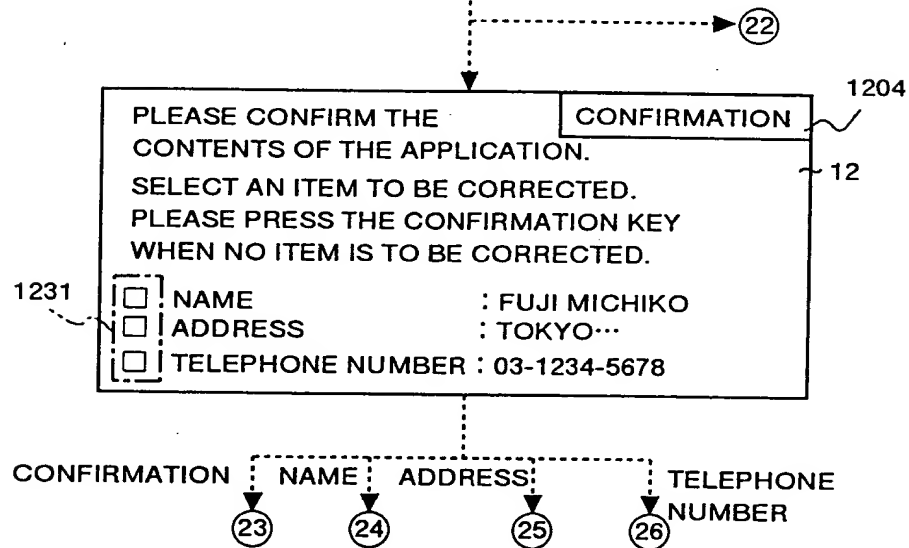 22
1204
PLEASE CONFIRM THE
CONFIRMATION
CONTENTS OF THE APPLICATION.
12
SELECT AN ITEM TO BE CORRECTED.
PLEASE PRESS THE CONFIRMATION KEY
WHEN NO ITEM IS TO BE CORRECTED.
1231
NAME : FUJI MICHIKO
ADDRESS : TOKYO…
TELEPHONE NUMBER : 03-1234-5678
CONFIRMATION NAME ADDRESS TELEPHONE
NUMBER
23 24 25 26